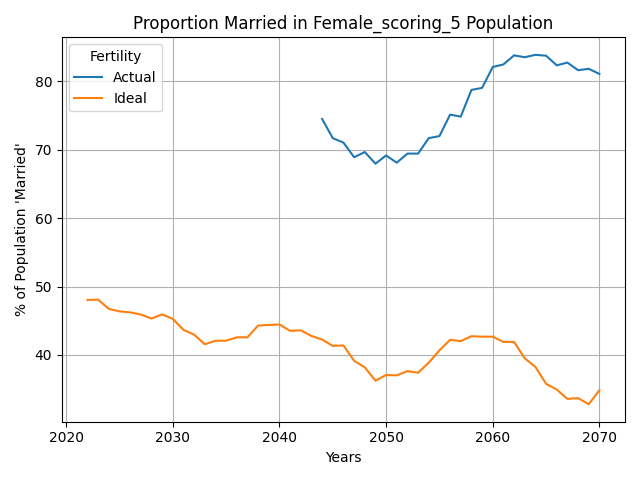 Proportion Married in Female_scoring_5 Population
Fertility
Actual
Ideal
% of Population 'Married'
80
70
60
50
40
2020
2030
2040
2050
2060
2070
Years